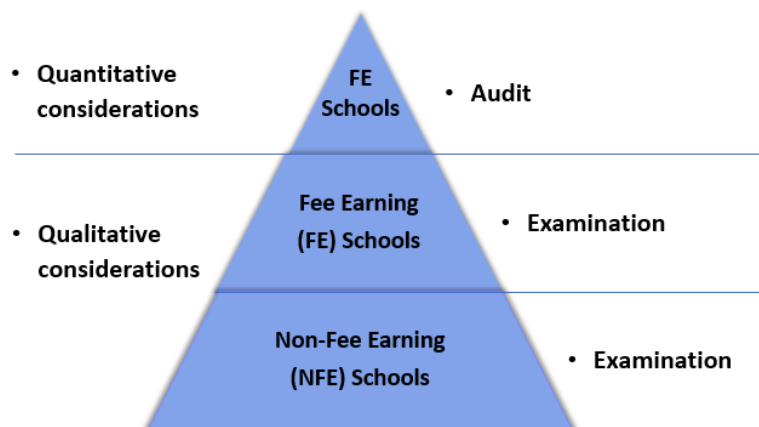 • Quantitative
considerations
FE
Schools
• Audit
• Qualitative
considerations
Fee Earning
(FE) Schools
• Examination
Non-Fee Earning
(NFE) Schools
• Examination